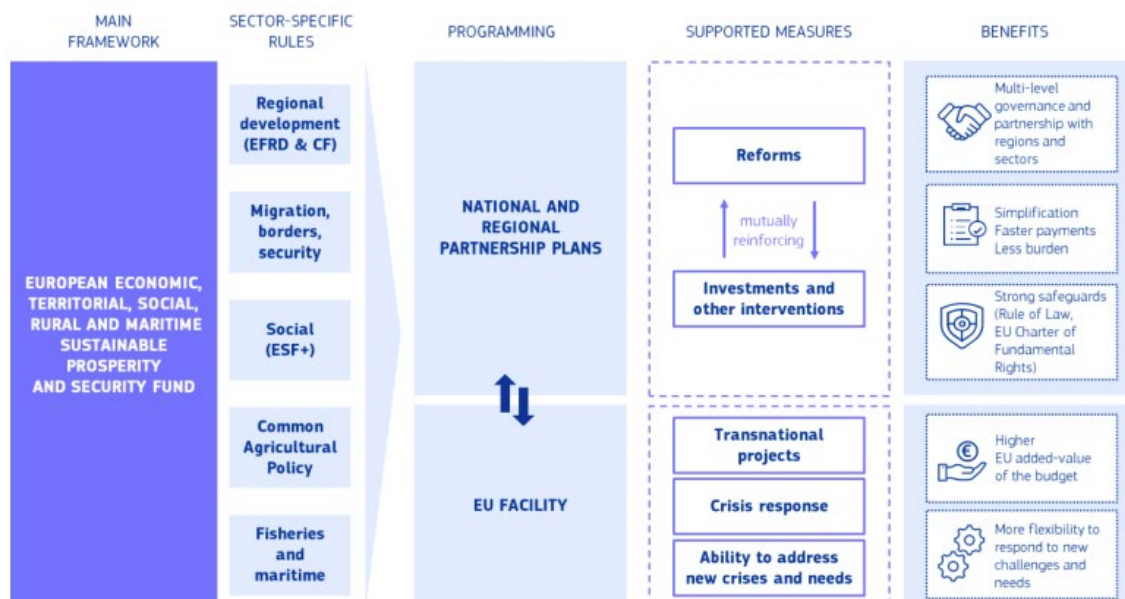 MAIN
FRAMEWORK
SECTOR-SPECIFIC
RULES
PROGRAMMING
SUPPORTED MEASURES
BENEFITS
EUROPEAN ECONOMIC,
TERRITORIAL, SOCIAL,
RURAL AND MARITIME
SUSTAINABLE
PROSPERITY
AND SECURITY FUND
Regional
development
(EFRD & CF)
Migration,
borders,
security
Social
(ESF+)
Common
Agricultural
Policy
Fisheries and
maritime
NATIONAL AND
REGIONAL
PARTNERSHIP PLANS
EU FACILITY
Reforms
mutually
reinforcing
Investments and
other interventions
Transnational
projects
Crisis response
Ability to address
new crises and needs
Multi-level
governance and
partnership with
regions and
sectors
Simplification
Faster payments
Less burden
Strong safeguards
(Rule of Law,
EU Charter of
Fundamental
Rights)
€
Higher
EU added-value
of the budget
More flexibility to
respond to new
challenges and
needs